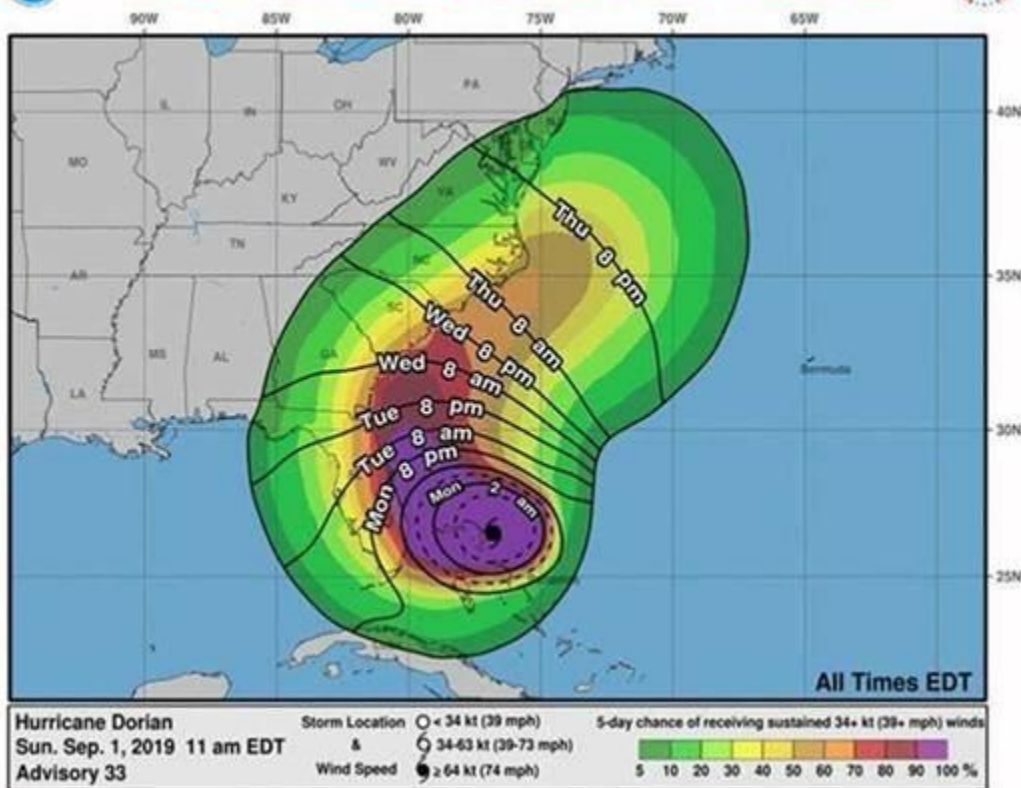 90W 85W 80W 75W 70W 65W
PA
40N
IL IN OH
MO WV
VA
KY
Thu 8 pm
TN
NC
AR 35N
Thu 8 am
SC
Wed 8 pm
MS AL GA
Wed 8 am
Bermuda
LA
Tue 8 pm
30N
Tue 8 am
Mon 8 pm
Mon 2 am
25N
All Times EDT
Hurricane Dorian
Sun. Sep. 1, 2019 11 am EDT
Advisory 33
Storm Location
&
Wind Speed
< 34 kt (39 mph)
34-63 kt (39-73 mph)
≥ 64 kt (74 mph)
5-day chance of receiving sustained 34+ kt (39+ mph) winds
5 10 20 30 40 50 60 70 80 90 100 %